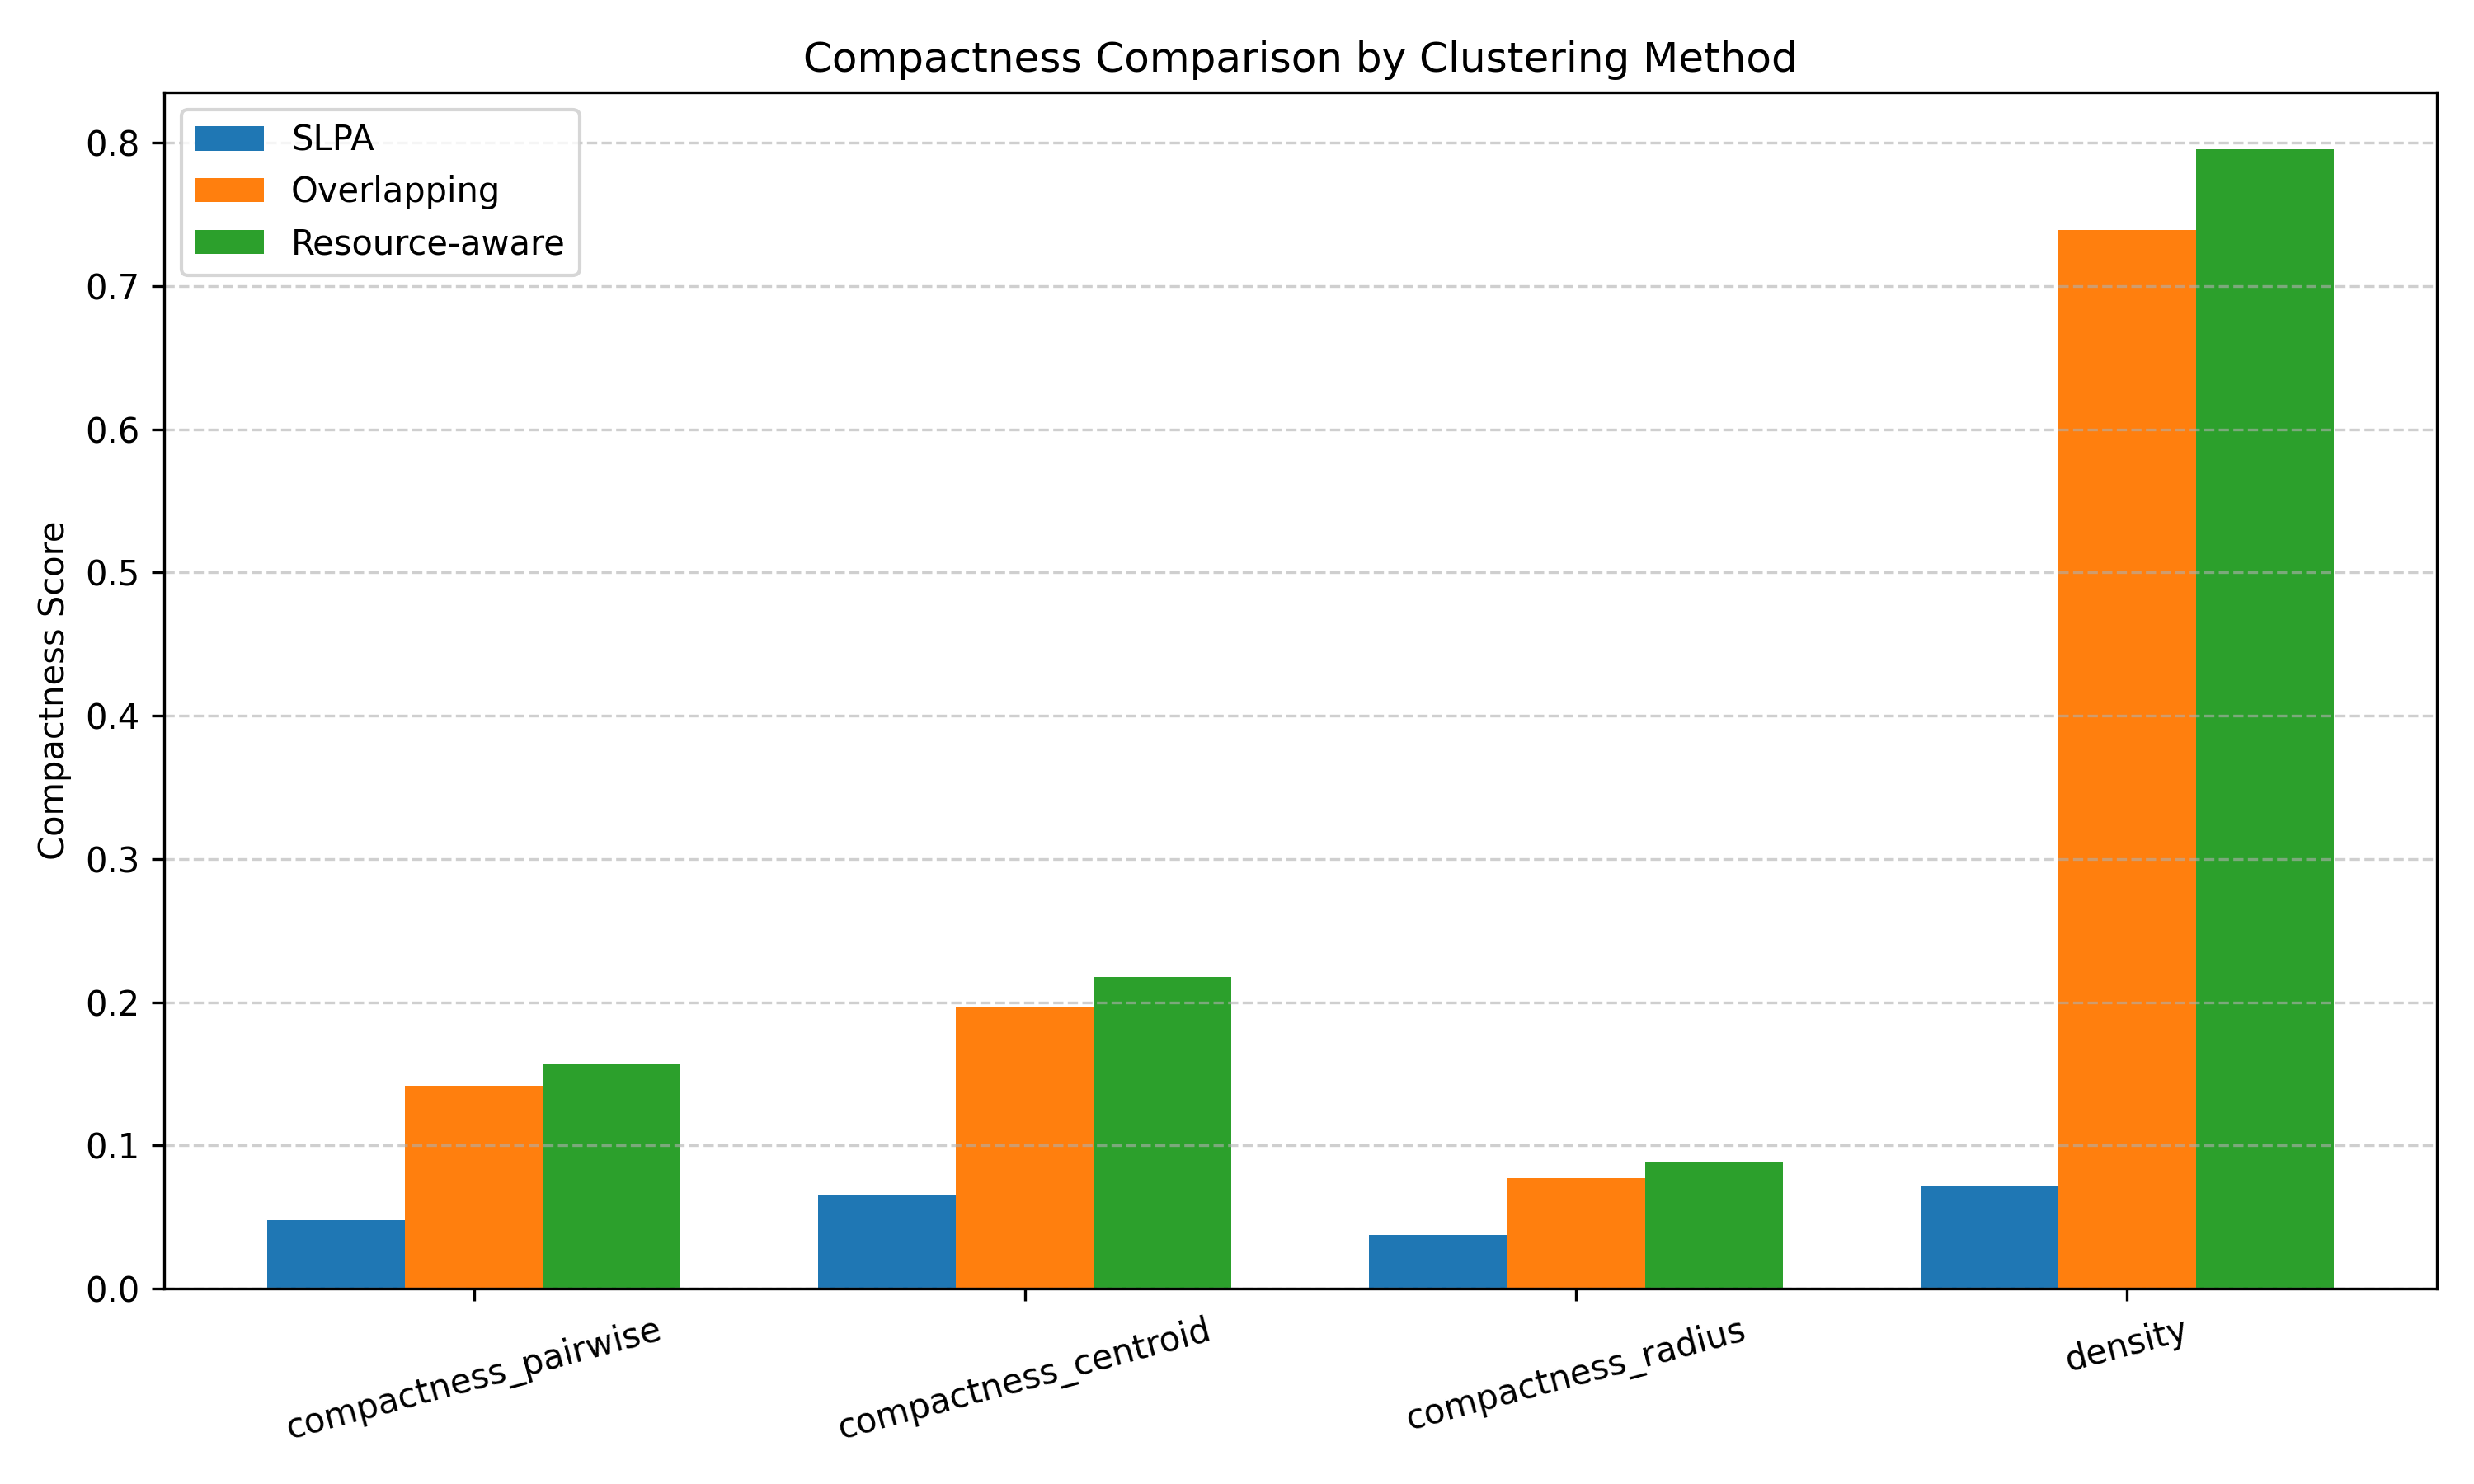 Compactness Comparison by Clustering Method
SLPA
Overlapping
Resource-aware
Compactness Score
0.8
0.7
0.6
0.5
0.4
0.3
0.2
0.1
0.0
compactness_pairwise
compactness_centroid
compactness_radius
density